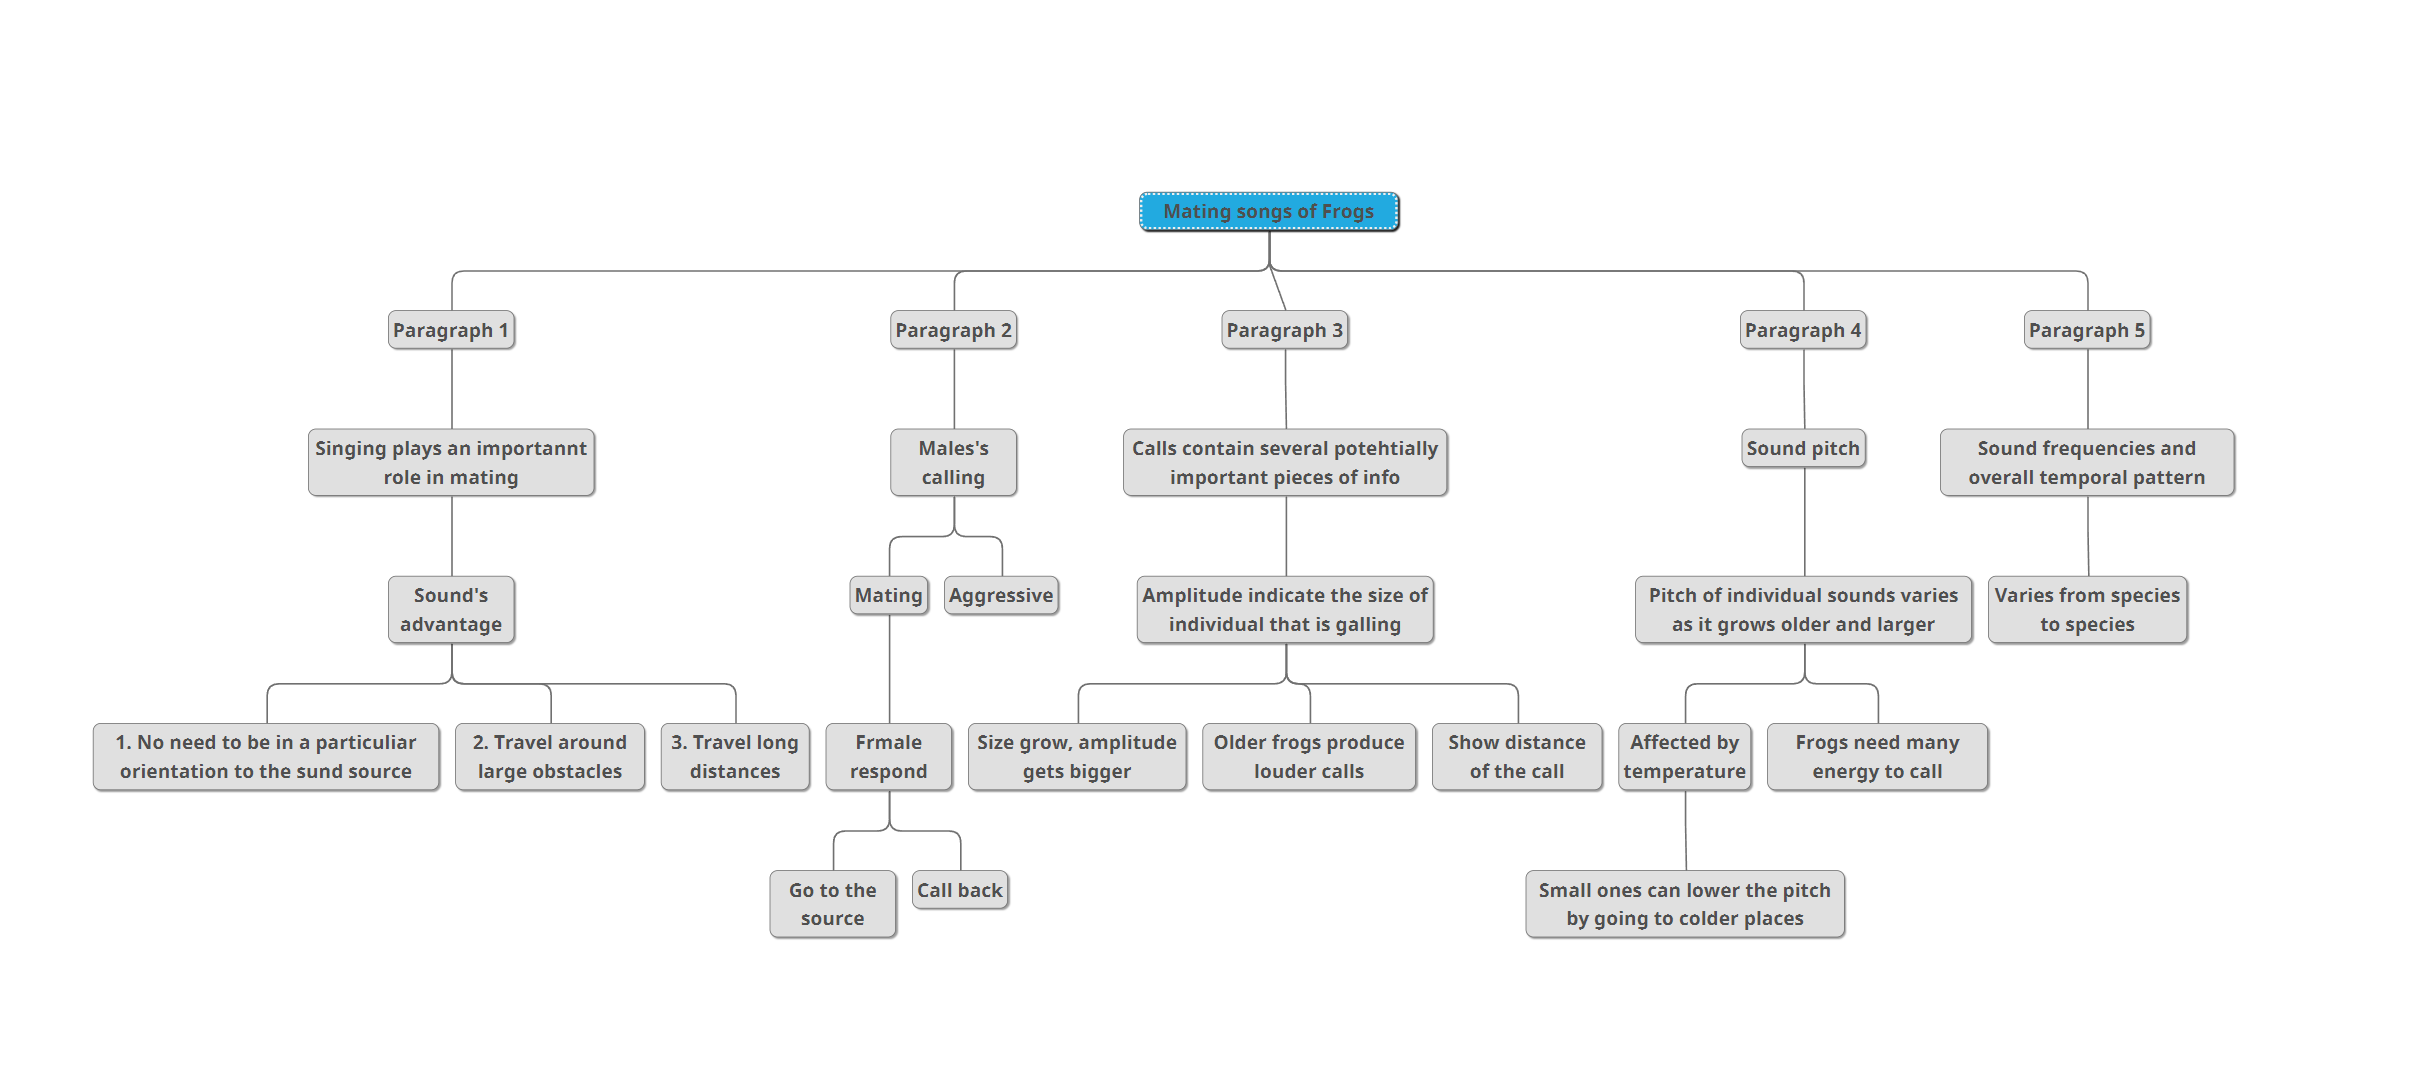 Mating songs of Frogs
Paragraph 1
Paragraph 2
Paragraph 3
Paragraph 4
Paragraph 5
Singing plays an importannt
role in mating
Males's
calling
Calls contain several potehtially
important pieces of info
Sound pitch
Sound frequencies and
overall temporal pattern
Sound's
advantage
Mating
Aggressive
Amplitude indicate the size of
individual that is galling
Pitch of individual sounds varies
as it grows older and larger
Varies from species
to species
1. No need to be in a particuliar
orientation to the sund source
2. Travel around
large obstacles
3. Travel long
distances
Frmale
respond
Size grow, amplitude
gets bigger
Older frogs produce
louder calls
Show distance
of the call
Affected by
temperature
Frogs need many
energy to call
Go to the
source
Call back
Small ones can lower the pitch
by going to colder places